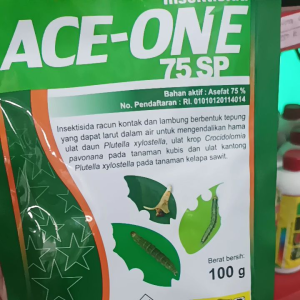 Insektisida
ACE-ONE
75 SP
Bahan aktif : Asefat 75 %
No. Pendaftaran : RI. 01010120114014
Insektisida racun kontak dan lambung berbentuk tepung
yang dapat larut dalam air untuk mengendalikan hama
ulat daun Plutella xylostella, ulat krop Crocidolomia
pavonana pada tanaman kubis dan ulat kantong
Plutella xylostella pada tanaman kelapa sawit.
Berat bersih:
100 g